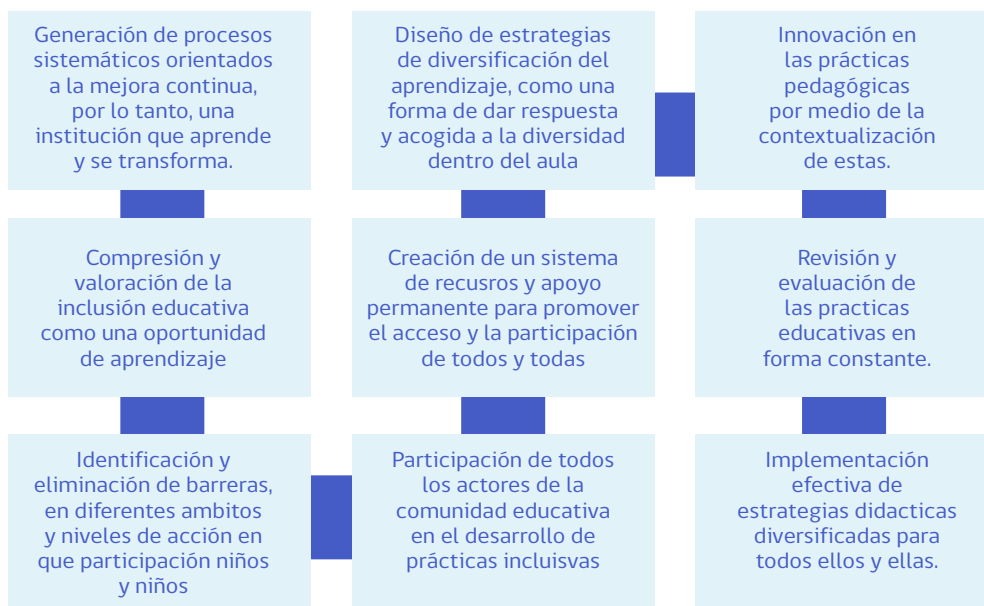 Generación de procesos
sistemáticos orientados
a la mejora continua,
por lo tanto, una
institución que aprende
y se transforma.
Compresión y
valoración de la
inclusión educativa
como una oportunidad
de aprendizaje
Identificación y
eliminación de barreras,
en diferentes ambitos
y niveles de acción en
que participación niños
y niños
Participación de todos
los actores de la
comunidad educativa
en el desarrollo de
prácticas incluisvas
Creación de un sistema
de recusros y apoyo
permanente para promover
el acceso y la participación
de todos y todas
Diseño de estrategias
de diversificación del
aprendizaje, como una
forma de dar respuesta
y acogida a la diversidad
dentro del aula
Innovación en
las prácticas
pedagógicas
por medio de la
contextualización
de estas.
Revisión y
evaluación de
las practicas
educativas en
forma constante.
Implementación
efectiva de
estrategias didacticas
diversificadas para
todos ellos y ellas.